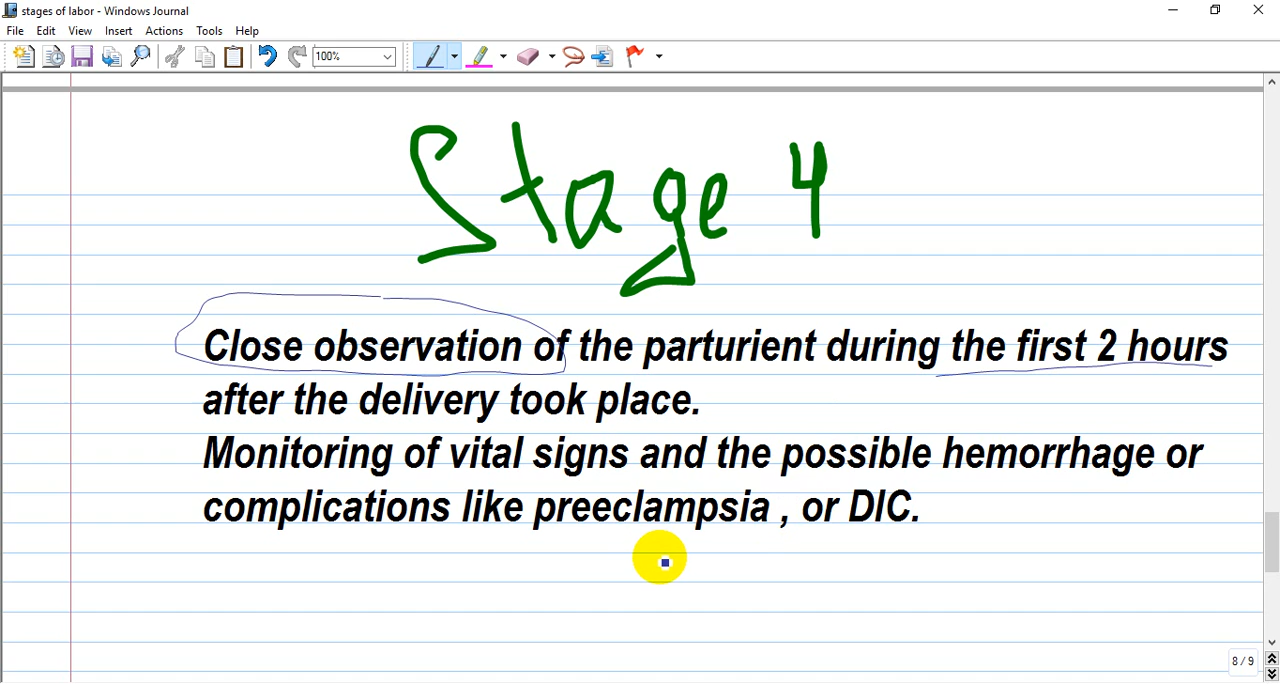 stages of labor - Windows Journal
File Edit View Insert Actions Tools Help
100%
Stage 4
Close observation of the parturient during the first 2 hours
after the delivery took place.
Monitoring of vital signs and the possible hemorrhage or
complications like preeclampsia , or DIC.
8 / 9